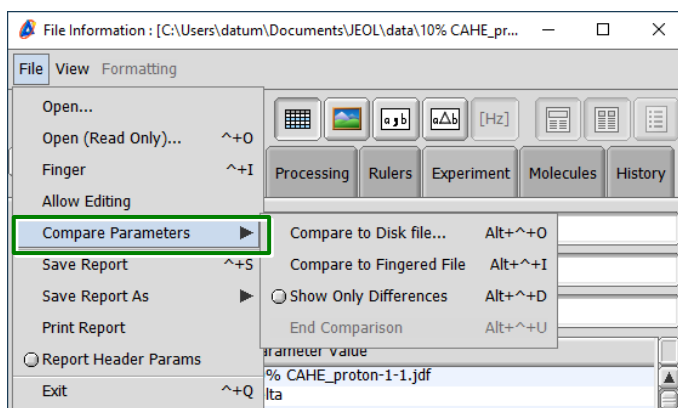 File Information : [C:\Users\datum\Documents\JEOL\data\10% CAHE_pr...
File View Formatting
Open...
Open (Read Only)... ^+O
Finger ^+I
Allow Editing
Compare Parameters
Save Report ^+S
Save Report As
Print Report
Report Header Params
Exit ^+Q
a,b aΔb [Hz]
Processing Rulers Experiment Molecules History
Compare to Disk file... Alt+^+O
Compare to Fingered File Alt+^+I
Show Only Differences Alt+^+D
End Comparison Alt+^+U
Parameter Value
% CAHE_proton-1-1.jdf
lta